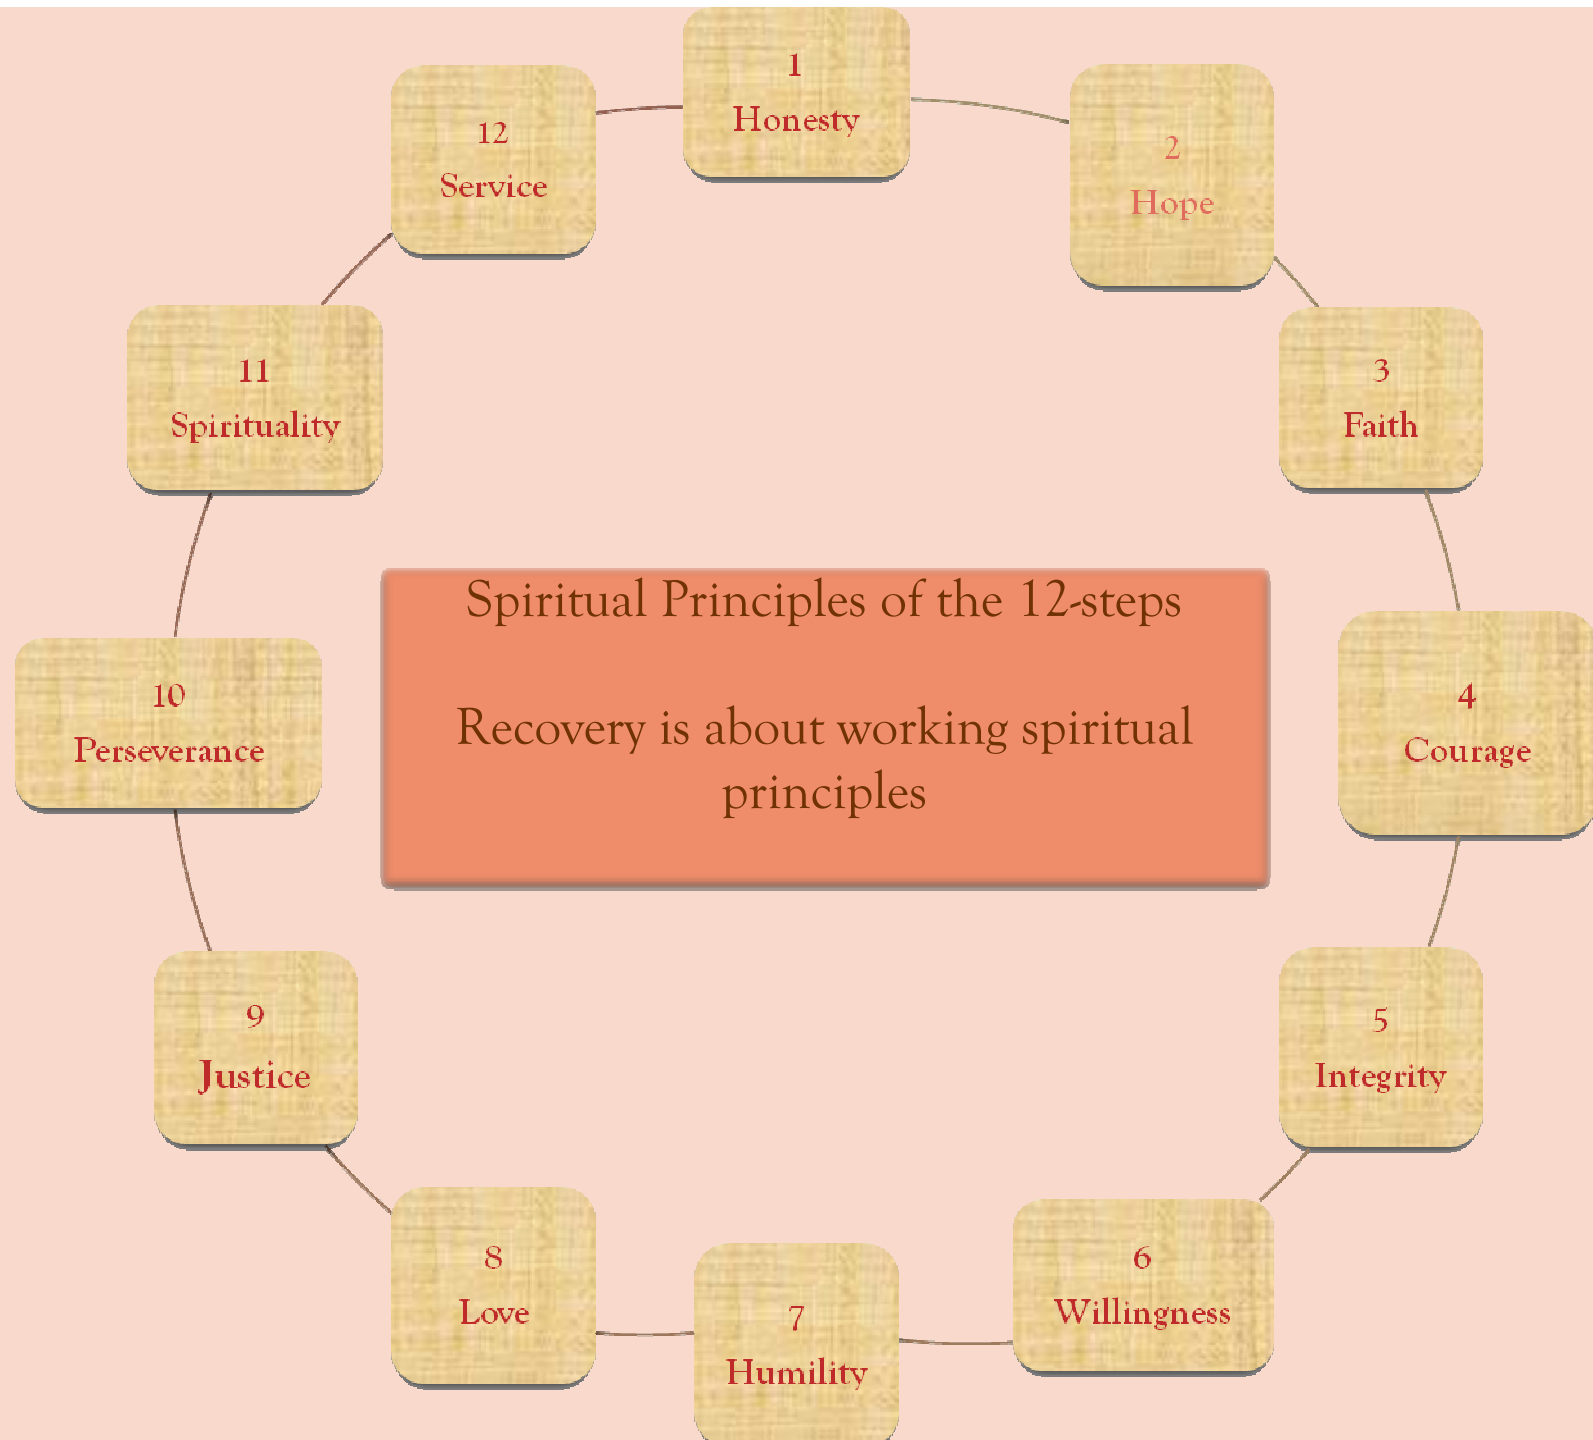 Spiritual Principles of the 12-steps
Recovery is about working spiritual
principles
1
Honesty
2
Hope
3
Faith
4
Courage
5
Integrity
6
Willingness
7
Humility
8
Love
9
Justice
10
Perseverance
11
Spirituality
12
Service